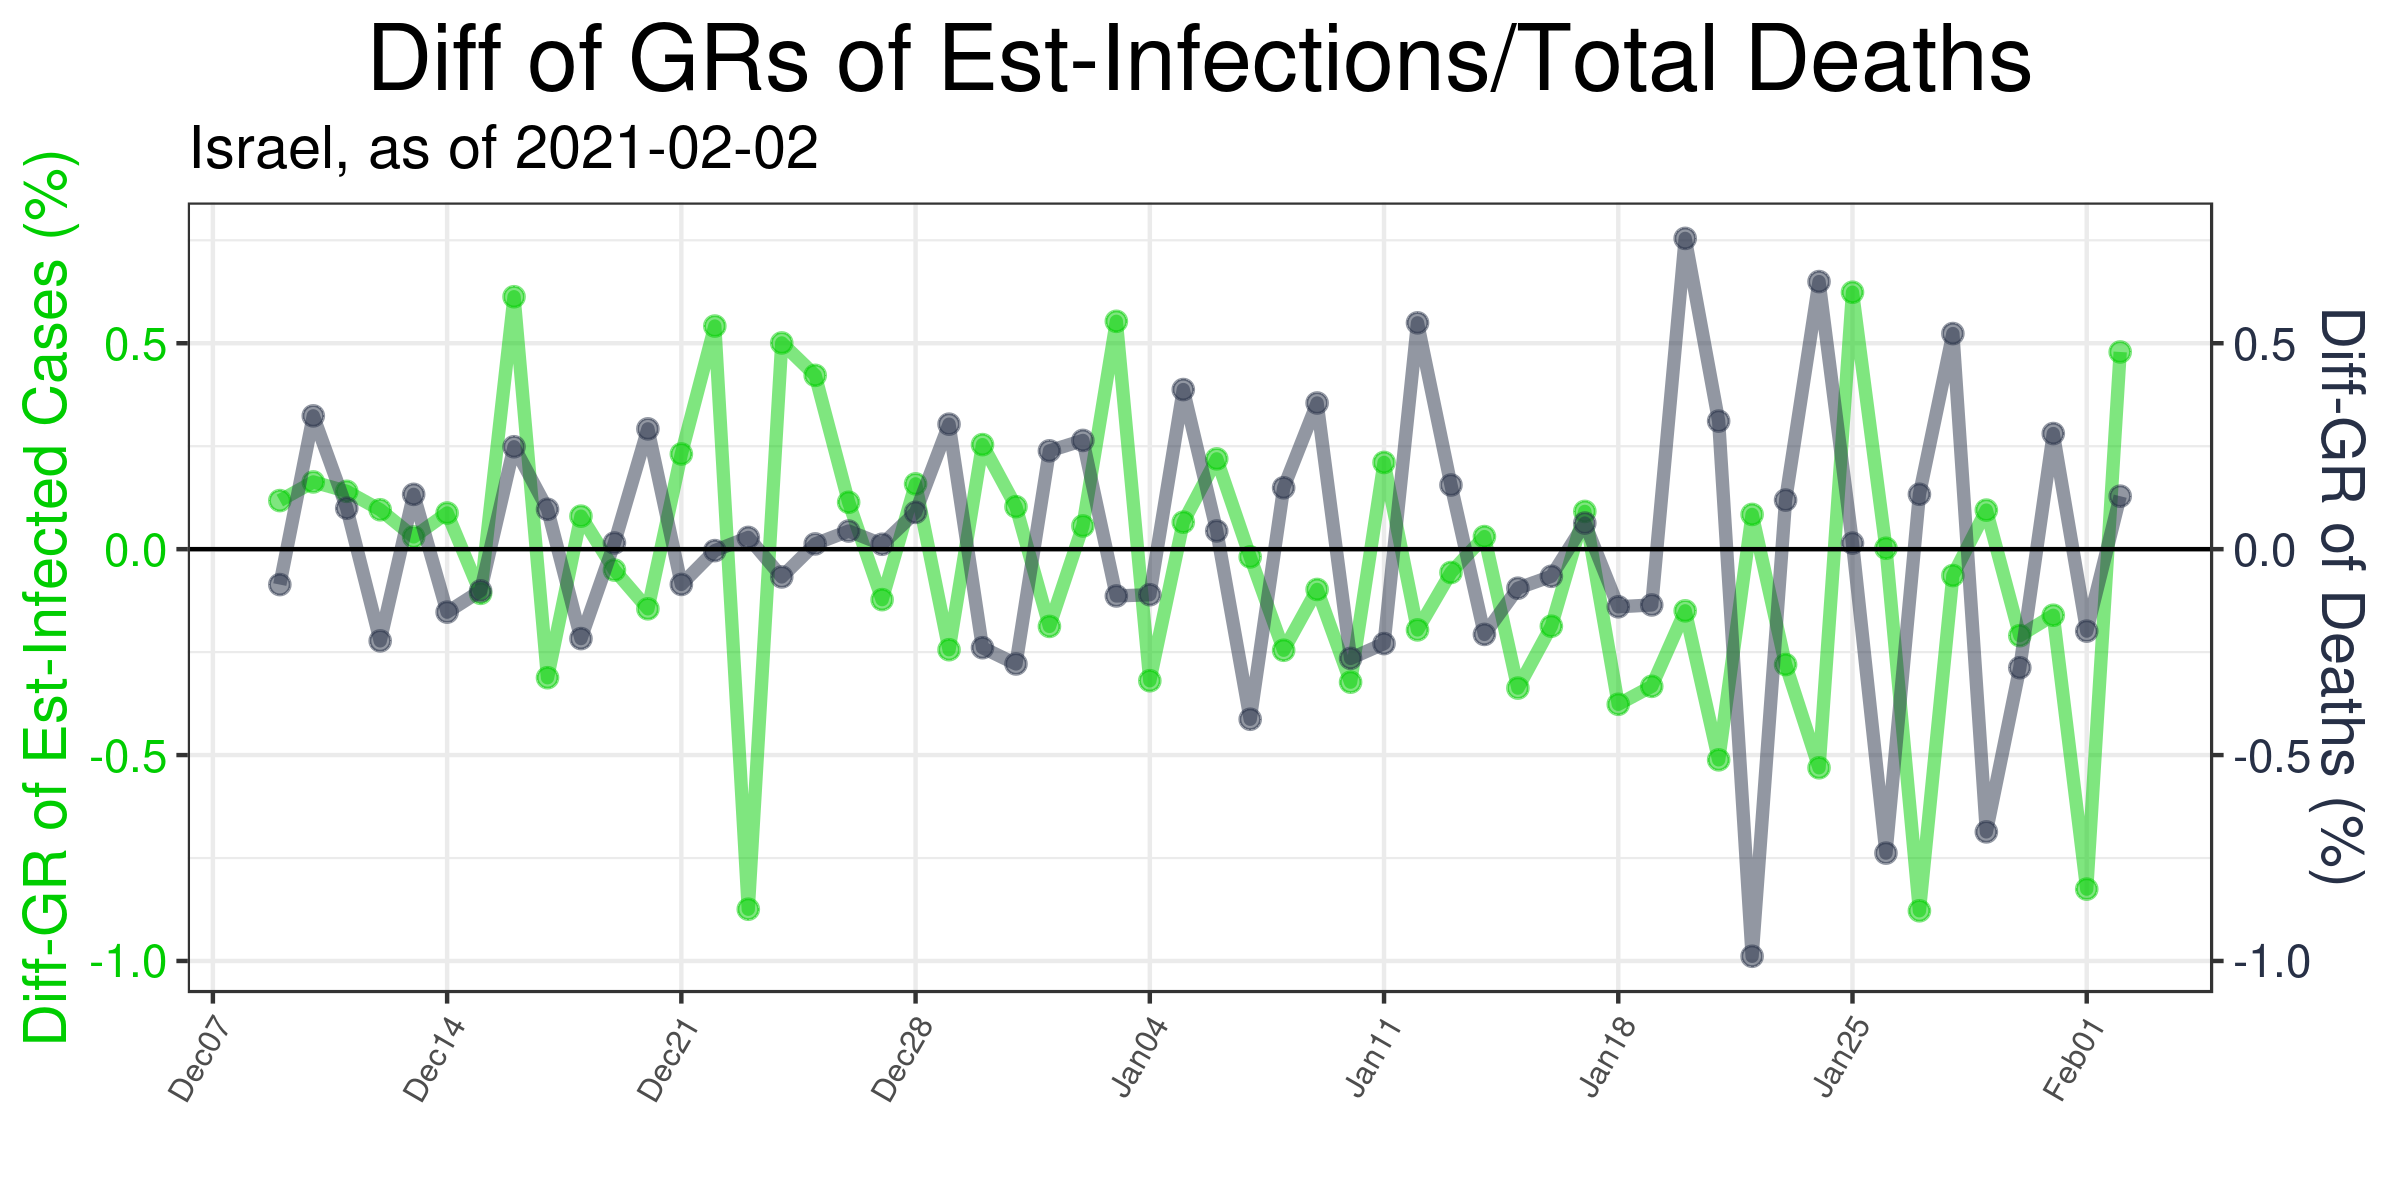 Diff of GRs of Est-Infections/Total Deaths
Israel, as of 2021-02-02
Diff-GR of Est-Infected Cases (%)
0.5
0.0
-0.5
-1.0
0.5
0.0
-0.5
-1.0
Diff-GR of Deaths (%)
Dec07
Dec14
Dec21
Dec28
Jan04
Jan11
Jan18
Jan25
Feb01